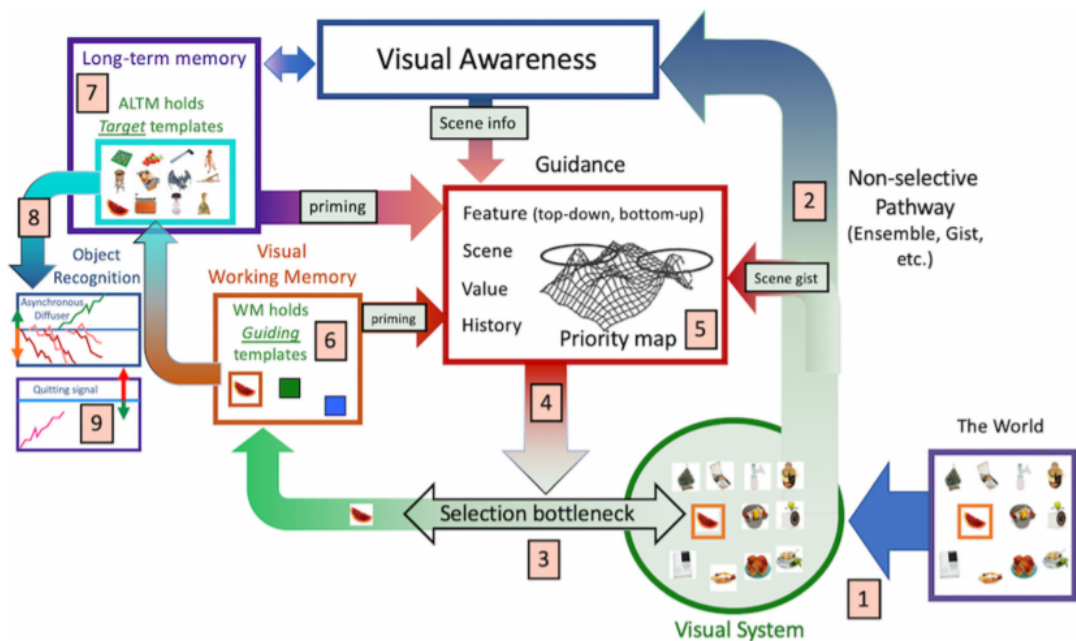 Long-term memory
7
ALTM holds
Target templates
Visual Awareness
Scene info
Guidance
priming
Feature (top-down, bottom-up)
Scene
Value
History
Priority map
5
Scene gist
2
Non-selective
Pathway
(Ensemble, Gist,
etc.)
8
Object
Recognition
Asynchronous
Diffuser
Quitting signal
9
Visual
Working Memory
WM holds
Guiding
templates
6
priming
4
Selection bottleneck
3
Visual System
The World
1